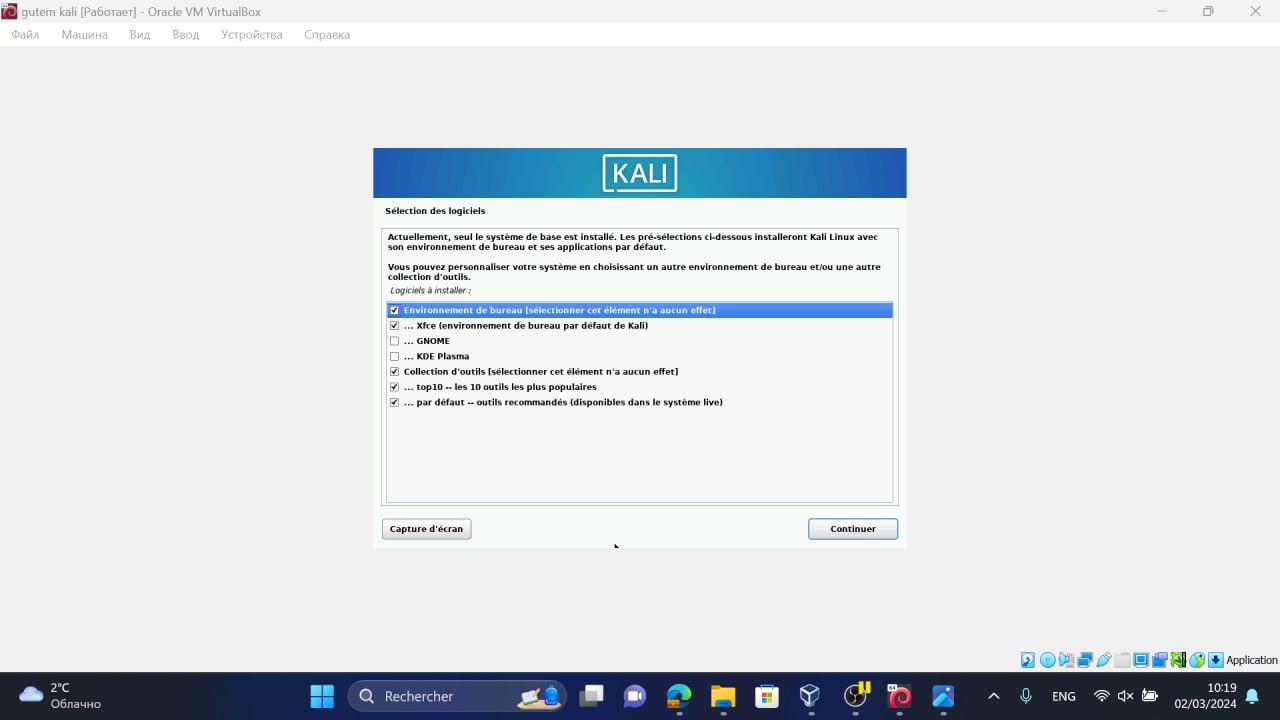 gutem kali [Работает] - Oracle VM VirtualBox
Файл Машина Вид Ввод Устройства Справка
KALI
Sélection des logiciels
Actuellement, seul le système de base est installé. Les pré-sélections ci-dessous installeront Kali Linux avec
son environnement de bureau et ses applications par défaut.
Vous pouvez personnaliser votre système en choisissant un autre environnement de bureau et/ou une autre
collection d'outils.
Logiciels à installer :
Environnement de bureau [sélectionner cet élément n'a aucun effet]
... Xfce (environnement de bureau par défaut de Kali)
... GNOME
... KDE Plasma
Collection d'outils [sélectionner cet élément n'a aucun effet]
... top10 -- les 10 outils les plus populaires
... par défaut -- outils recommandés (disponibles dans le système live)
Capture d'écran Continuer
Application
2°C
Облачно
Rechercher
ENG
10:19
02/03/2024